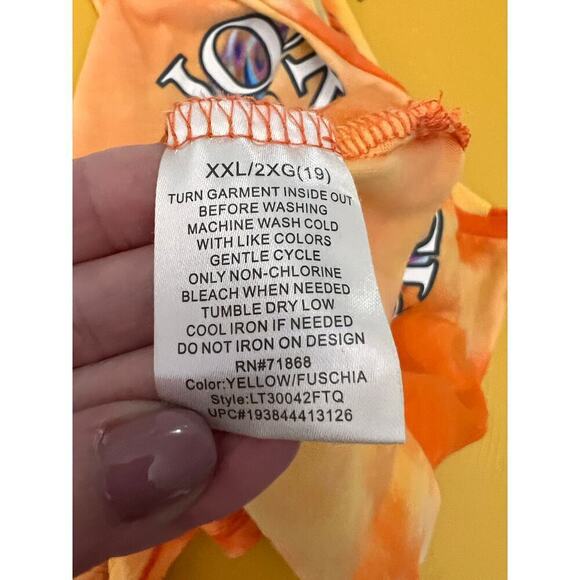 XXL/2XG(19)
TURN GARMENT INSIDE OUT
BEFORE WASHING
MACHINE WASH COLD
WITH LIKE COLORS
GENTLE CYCLE
ONLY NON-CHLORINE
BLEACH WHEN NEEDED
TUMBLE DRY LOW
COOL IRON IF NEEDED
DO NOT IRON ON DESIGN
RN#71868
Color:YELLOW/FUSCHIA
Style:LT30042FTQ
UPC#193844413126